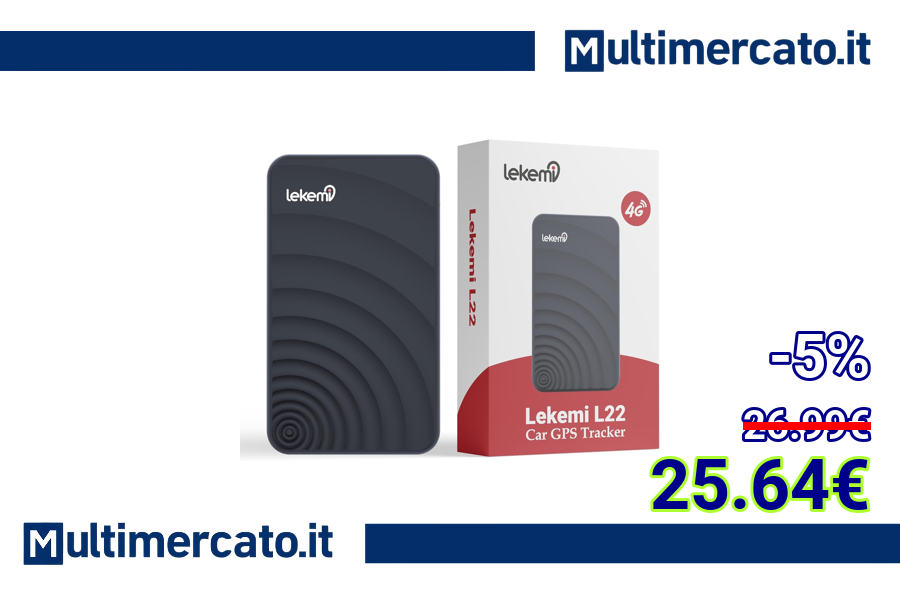 Multimercato.it
lekemi
lekemi
4G
lekemi
Lekemi L22
Lekemi L22
Car GPS Tracker
-5%
26.99€
25.64€
Multimercato.it